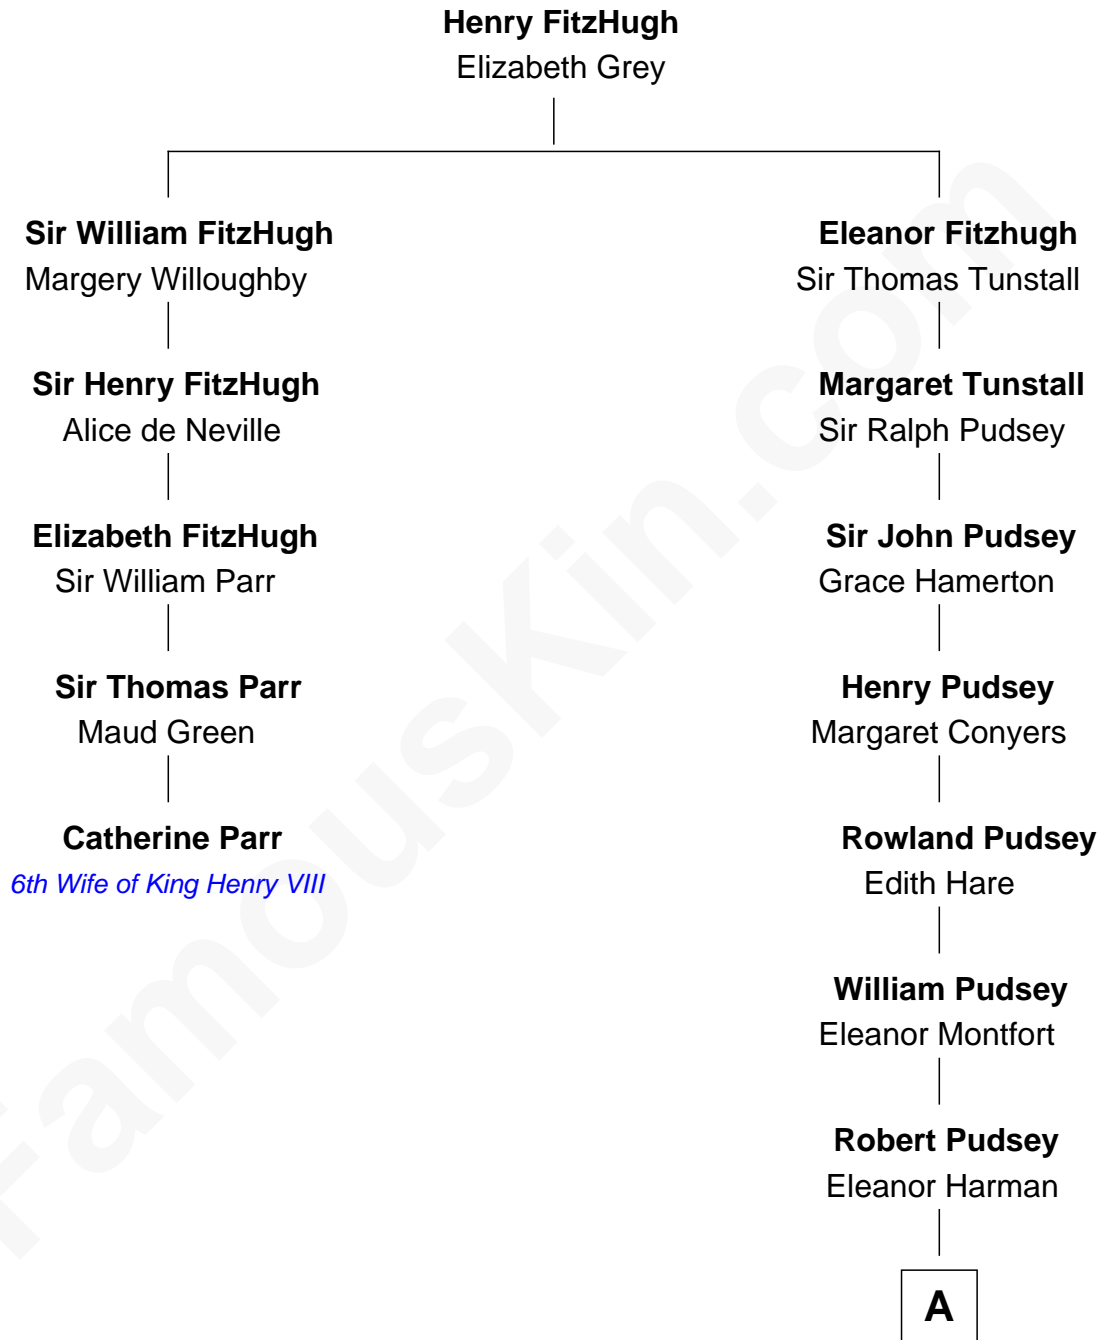 Henry FitzHugh
Elizabeth Grey
Sir William FitzHugh
Margery Willoughby
Sir Henry FitzHugh
Alice de Neville
Elizabeth FitzHugh
Sir William Parr
Sir Thomas Parr
Maud Green
Catherine Parr
6th Wife of King Henry VIII
Eleanor Fitzhugh
Sir Thomas Tunstall
Margaret Tunstall
Sir Ralph Pudsey
Sir John Pudsey
Grace Hamerton
Henry Pudsey
Margaret Conyers
Rowland Pudsey
Edith Hare
William Pudsey
Eleanor Montfort
Robert Pudsey
Eleanor Harman
A
FamousKin.com